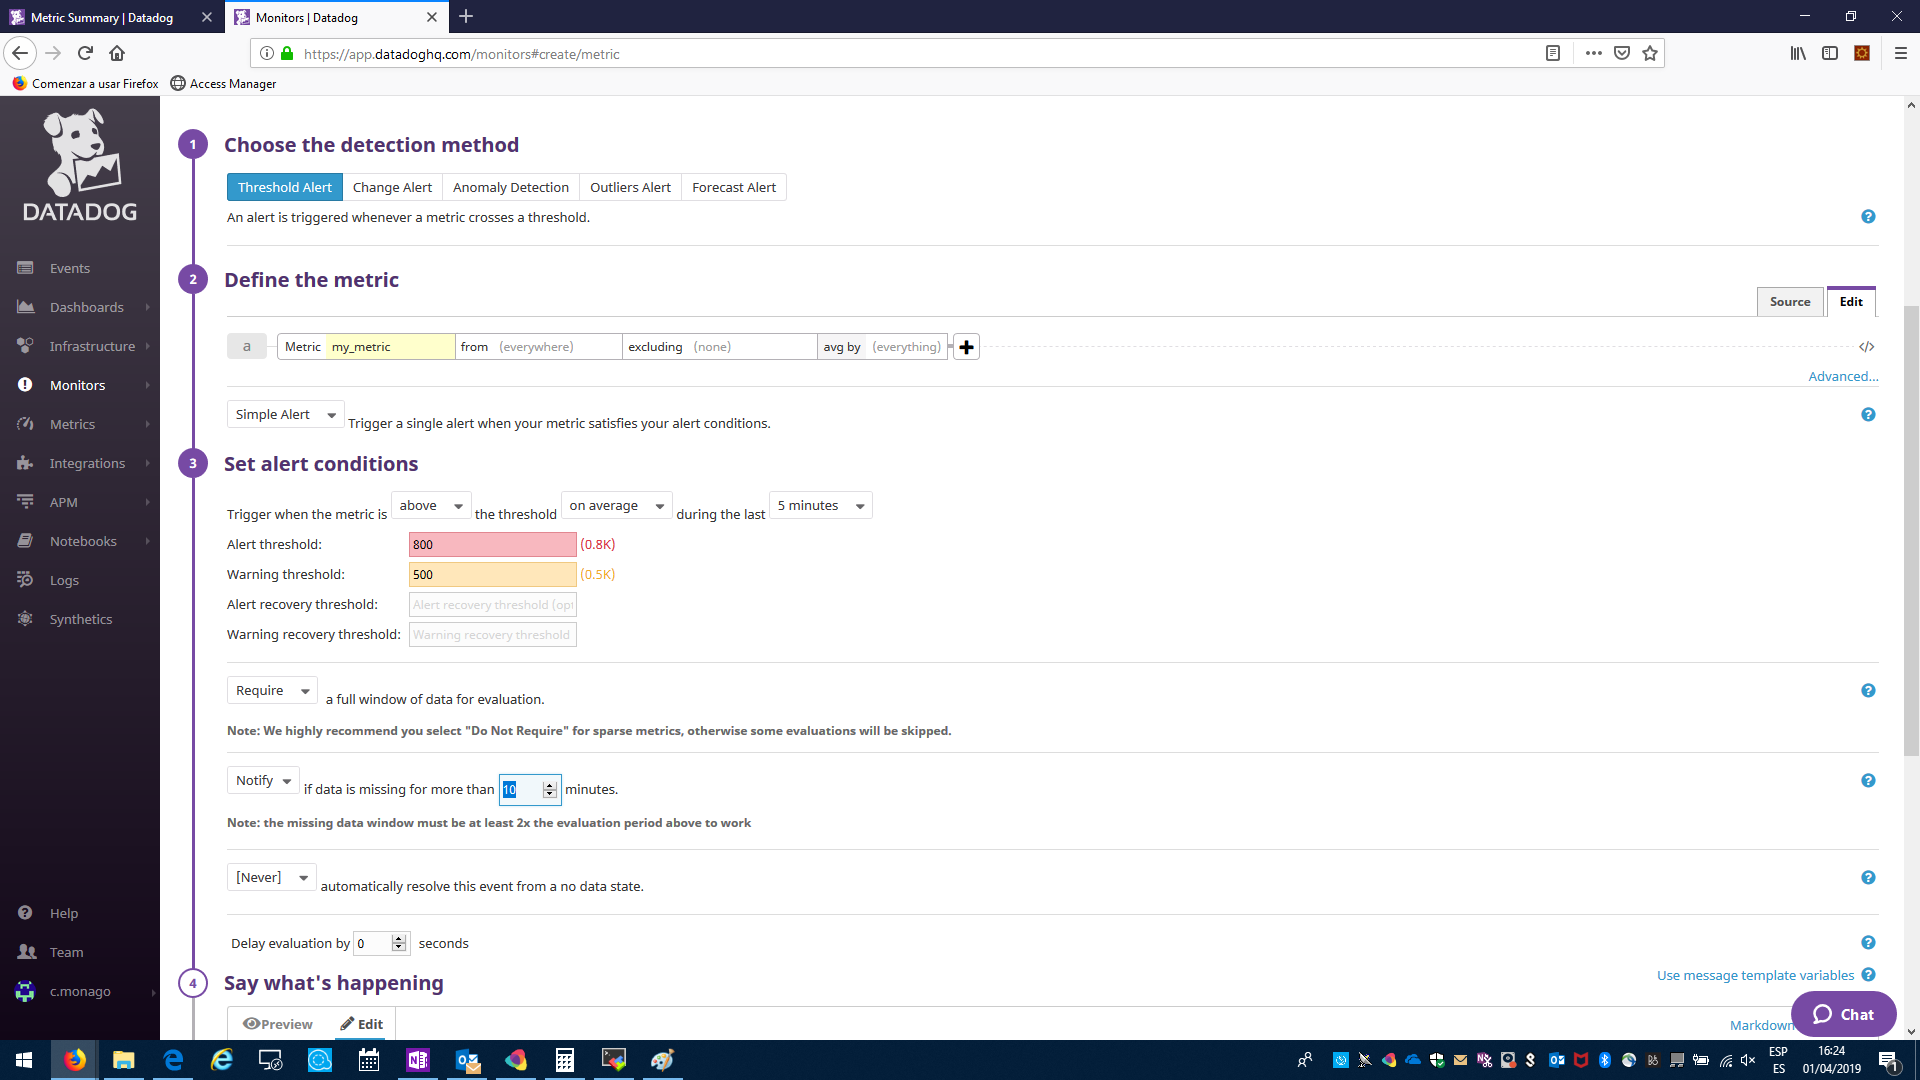 Metric Summary | Datadog
Monitors | Datadog
https://app.datadoghq.com/monitors#create/metric
Comenzar a usar Firefox
Access Manager
DATADOG
Events
Dashboards
Infrastructure
Monitors
Metrics
Integrations
APM
Notebooks
Logs
Synthetics
Help
Team
c.monago
1 Choose the detection method
Threshold Alert Change Alert Anomaly Detection Outliers Alert Forecast Alert
An alert is triggered whenever a metric crosses a threshold.
2 Define the metric
Source Edit
a Metric my_metric from (everywhere) excluding (none) avg by (everything) </>
Advanced...
Simple Alert Trigger a single alert when your metric satisfies your alert conditions.
3 Set alert conditions
Trigger when the metric is above the threshold on average during the last 5 minutes
Alert threshold: 800 (0.8K)
Warning threshold: 500 (0.5K)
Alert recovery threshold: Alert recovery threshold (opt
Warning recovery threshold: Warning recovery threshold
Require a full window of data for evaluation.
Note: We highly recommend you select "Do Not Require" for sparse metrics, otherwise some evaluations will be skipped.
Notify if data is missing for more than 10 minutes.
Note: the missing data window must be at least 2x the evaluation period above to work
[Never] automatically resolve this event from a no data state.
Delay evaluation by 0 seconds
4 Say what's happening
Use message template variables
Preview Edit
Markdown
Chat
ESP
ES
16:24
01/04/2019
1